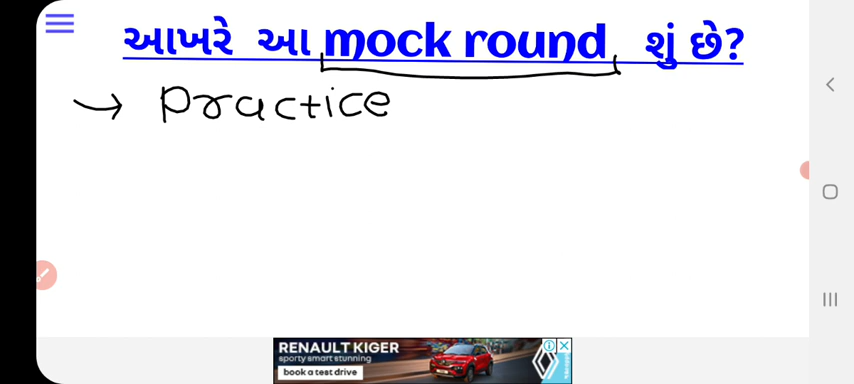 આખરે આ mock round શું છે?
→ Practice
RENAULT KIGER
sporty smart stunning
book a test drive